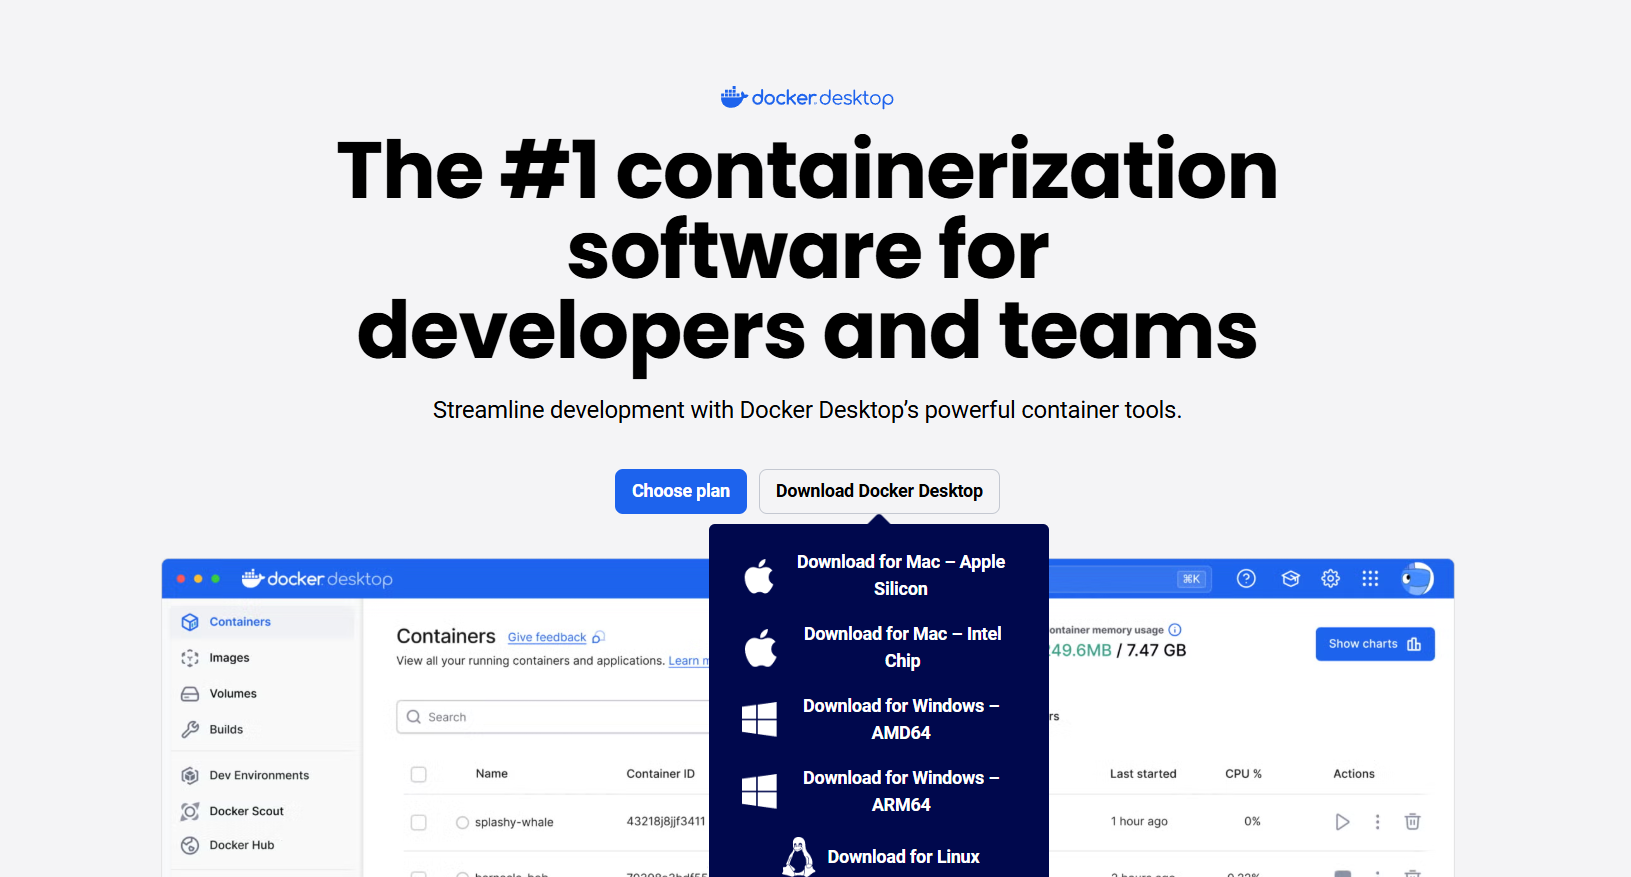 docker desktop
The #1 containerization
software for
developers and teams
Streamline development with Docker Desktop’s powerful container tools.
Choose plan
Download Docker Desktop
Download for Mac – Apple
Silicon
Download for Mac – Intel
Chip
Download for Windows –
AMD64
Download for Windows –
ARM64
Download for Linux
docker desktop
⌘K
Containers
Images
Volumes
Builds
Dev Environments
Docker Scout
Docker Hub
Containers Give feedback
View all your running containers and applications. Learn
ontainer memory usage
49.6MB / 7.47 GB
Show charts
Search
rs
Name Container ID Last started CPU % Actions
splashy-whale 43218j8jjf3411 1 hour ago 0%